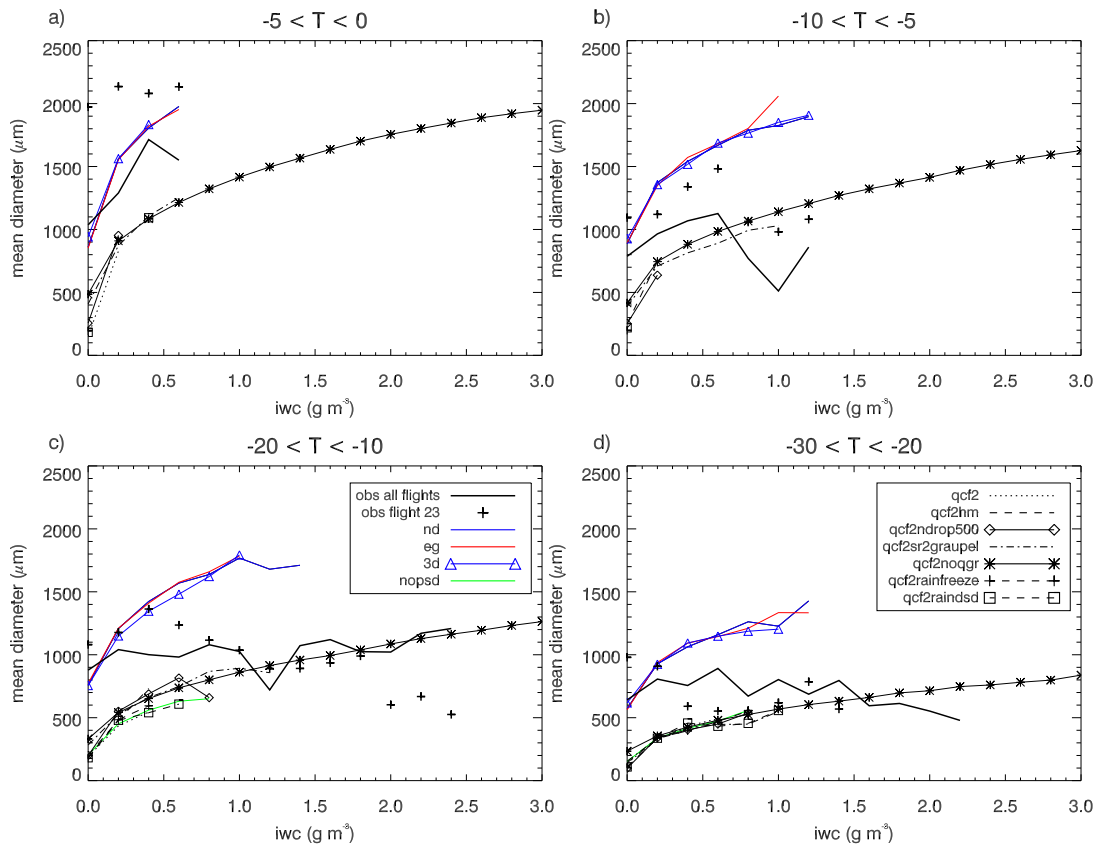 a)
-5 < T < 0
mean diameter (μm)
2500
2000
1500
1000
500
0
0.0 0.5 1.0 1.5 2.0 2.5 3.0
iwc (g m⁻³)
b)
-10 < T < -5
mean diameter (μm)
2500
2000
1500
1000
500
0
0.0 0.5 1.0 1.5 2.0 2.5 3.0
iwc (g m⁻³)
c)
-20 < T < -10
mean diameter (μm)
2500
2000
1500
1000
500
0
obs all flights
obs flight 23
nd
eg
3d
nopsd
0.0 0.5 1.0 1.5 2.0 2.5 3.0
iwc (g m⁻³)
d)
-30 < T < -20
mean diameter (μm)
2500
2000
1500
1000
500
0
qcf2
qcf2hm
qcf2ndrop500
qcf2sr2graupel
qcf2noqgr
qcf2rainfreeze
qcf2raindsd
0.0 0.5 1.0 1.5 2.0 2.5 3.0
iwc (g m⁻³)